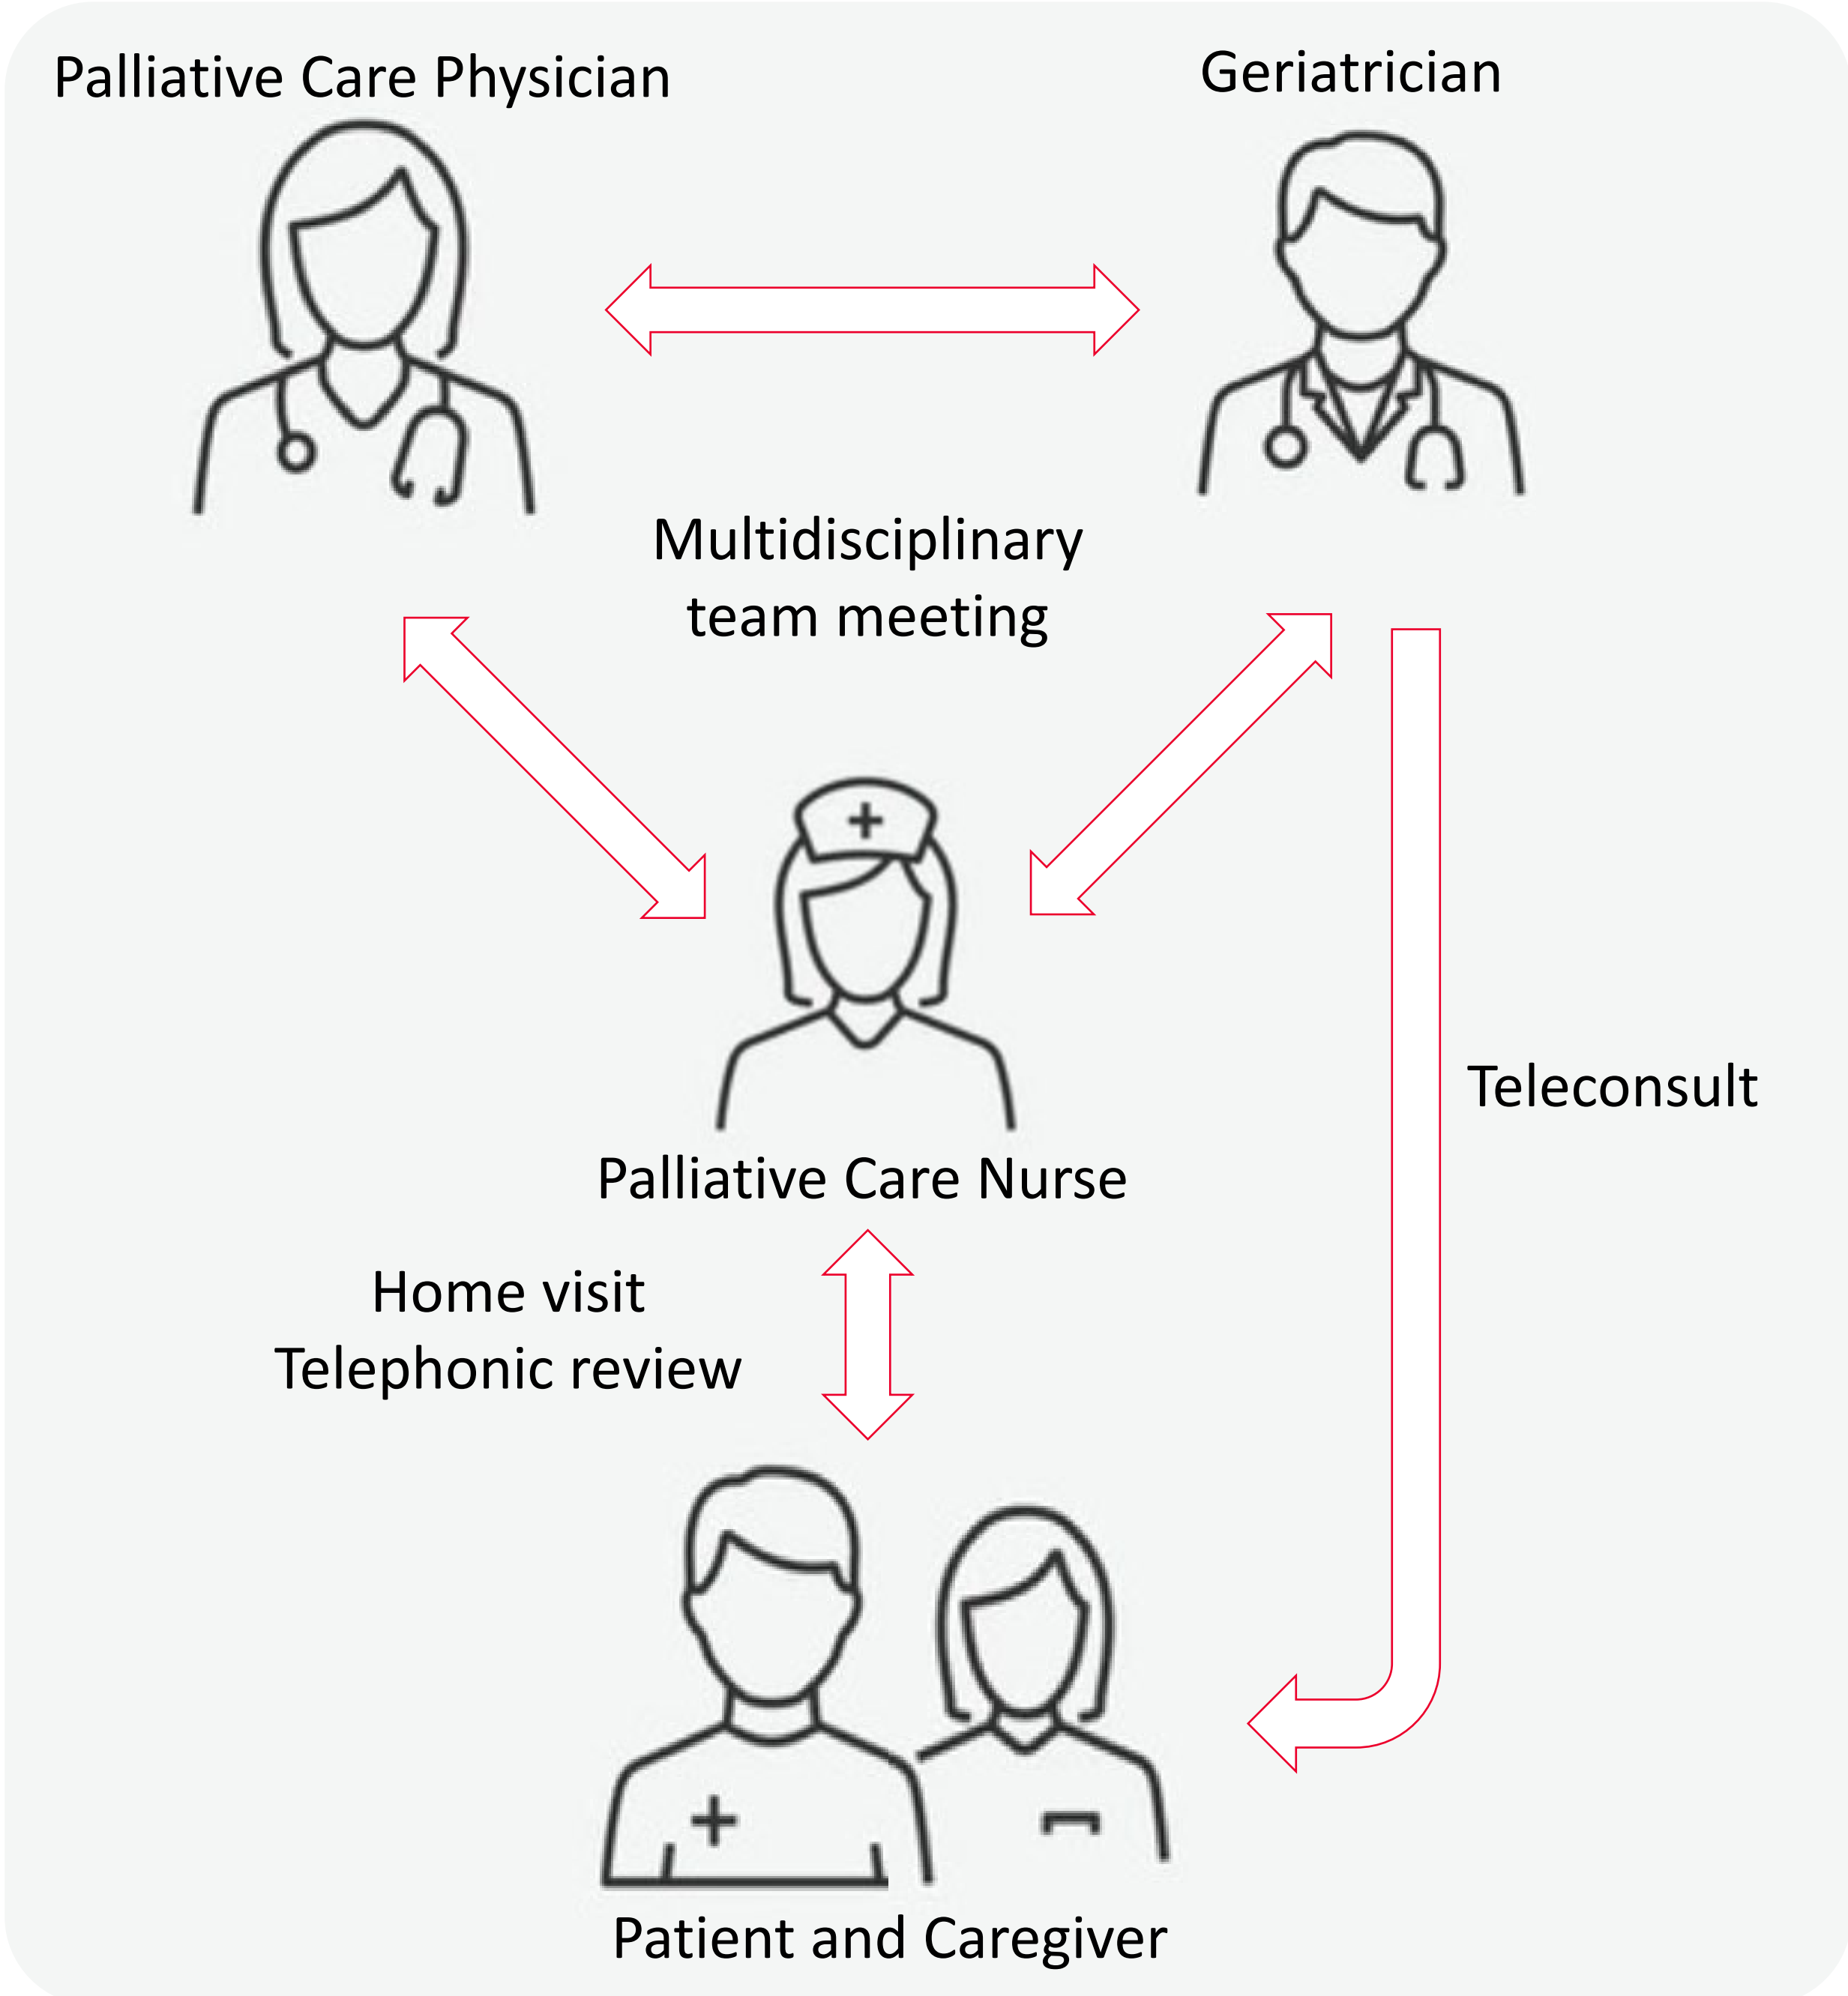 Palliative Care Physician
Geriatrician
Multidisciplinary
team meeting
Teleconsult
Palliative Care Nurse
Home visit
Telephonic review
Patient and Caregiver